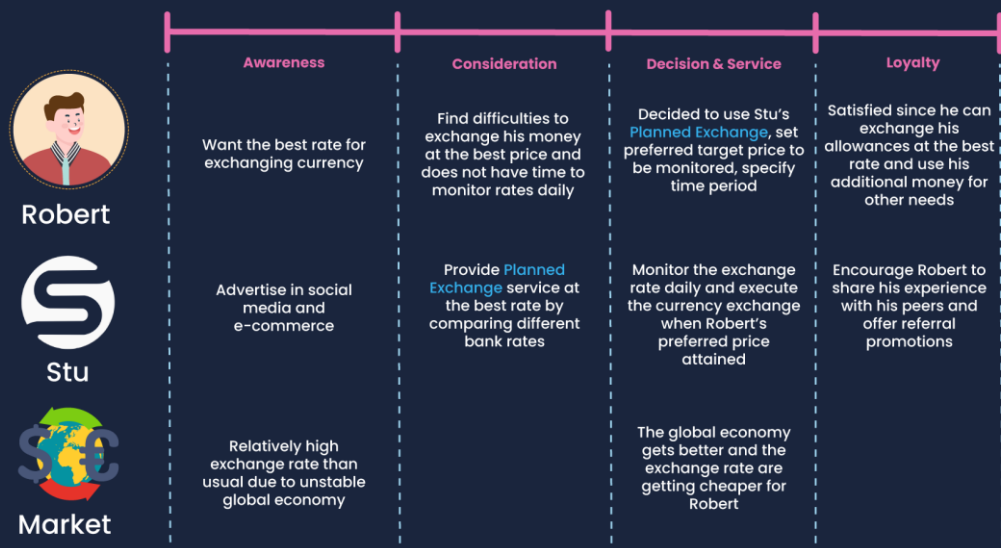 Awareness
Consideration
Decision & Service
Loyalty
Robert
Want the best rate for
exchanging currency
Find difficulties to
exchange his money
at the best price and
does not have time to
monitor rates daily
Decided to use Stu's
Planned Exchange, set
preferred target price to
be monitored, specify
time period
Satisfied since he can
exchange his
allowances at the best
rate and use his
additional money for
other needs
Stu
Advertise in social
media and
e-commerce
Provide Planned
Exchange service at
the best rate by
comparing different
bank rates
Monitor the exchange
rate daily and execute
the currency exchange
when Robert's
preferred price
attained
Encourage Robert to
share his experience
with his peers and
offer referral
promotions
$ €
Market
Relatively high
exchange rate than
usual due to unstable
global economy
The global economy
gets better and the
exchange rate are
getting cheaper for
Robert